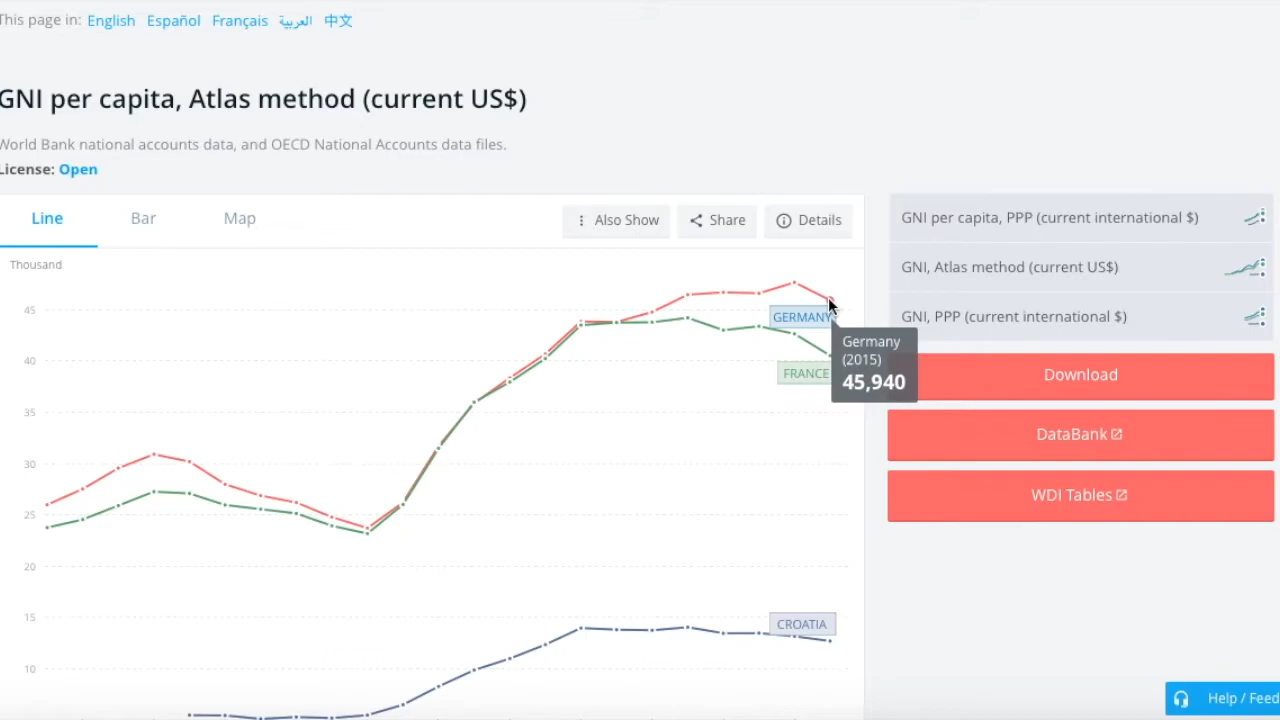 This page in: English Español Français العربية 中文
GNI per capita, Atlas method (current US$)
World Bank national accounts data, and OECD National Accounts data files.
License: Open
Line Bar Map Also Show Share Details
Thousand
45
40
35
30
25
20
15
10
GERMANY
FRANCE
CROATIA
Germany
(2015)
45,940
GNI per capita, PPP (current international $)
GNI, Atlas method (current US$)
GNI, PPP (current international $)
Download
DataBank
WDI Tables
Help / Feed